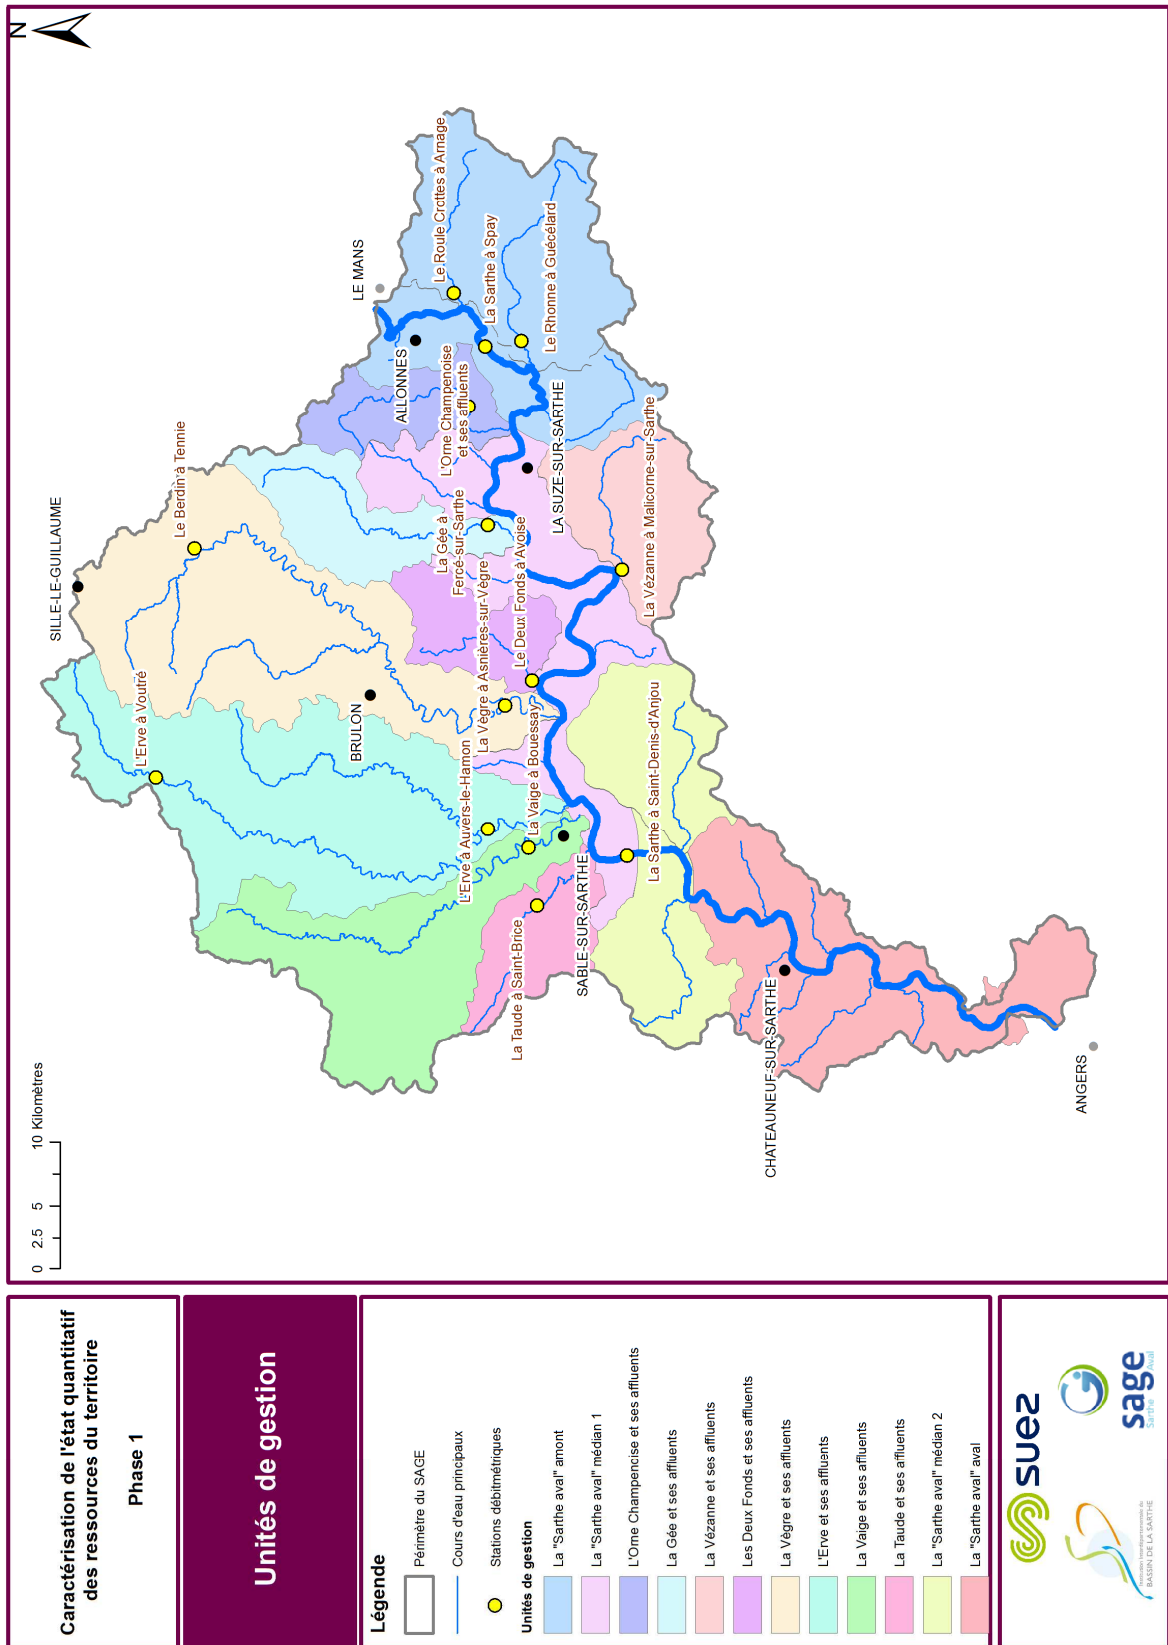 Caractérisation de l'état quantitatif
des ressources du territoire
Phase 1
Unités de gestion
Légende
Périmètre du SAGE
Cours d'eau principaux
Stations débitmétriques
Unités de gestion
La "Sarthe aval" amont
La "Sarthe aval" médian 1
L'Orne Champencise et ses affluents
La Gée et ses affluents
La Vézanne et ses affluents
Les Deux Fonds et ses affluents
La Vègre et ses affluents
L'Erve et ses affluents
La Vaige et ses affluents
La Taude et ses affluents
La "Sarthe aval" médian 2
La "Sarthe aval" aval
suez
sage
Sarthe Aval
BASSIN DE LA SARTHE
0 2.5 5 10 Kilomètres
N
SILLE-LE-GUILLAUME
Le Berdin à Tennie
L'Erve à Voutré
BRULON
LE MANS
ALLONNES
Le Roule Crottes à Arnage
La Sarthe à Spay
Le Rhonne à Guécélard
L'Orne Champenoise
et ses affluents
La Gée à
Fercé-sur-Sarthe
LA SUZE-SUR-SARTHE
La Vègre à Asnières-sur-Vègre
Le Deux Fonds à Avoise
La Vézanne à Malicorne-sur-Sarthe
L'Erve à Auvers-le-Hamon
La Vaige à Bouessay
SABLE-SUR-SARTHE
La Taude à Saint-Brice
La Sarthe à Saint-Denis-d'Anjou
CHATEAUNEUF-SUR-SARTHE
ANGERS